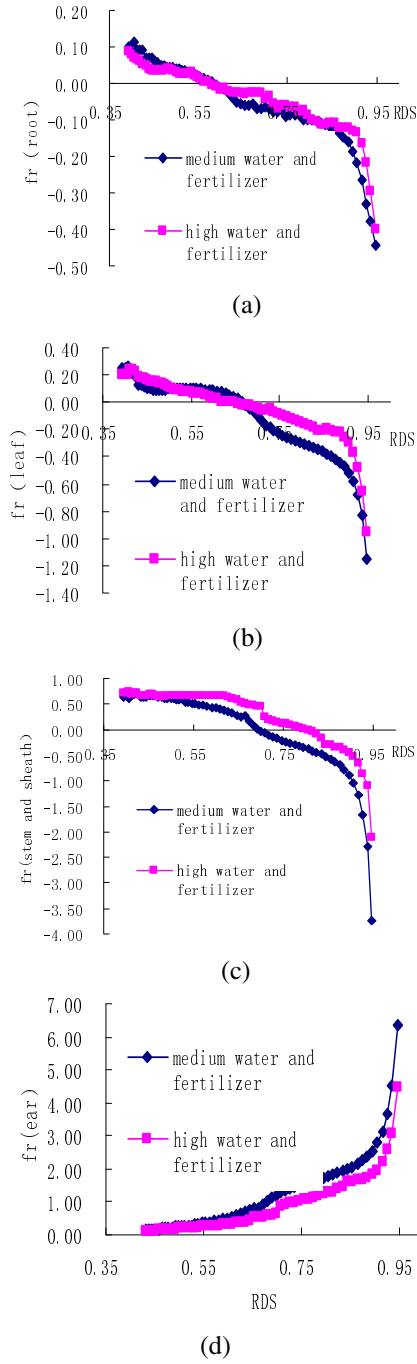 0.20
0.10
0.00
-0.10
-0.20
-0.30
-0.40
-0.50
fr (root)
0.35 0.55 0.75 0.95 RDS
medium water and
fertilizer
high water and
fertilizer
(a)
0.40
0.20
0.00
-0.20
-0.40
-0.60
-0.80
-1.00
-1.20
-1.40
fr (leaf)
0.35 0.55 0.75 0.95
RDS
medium water
and fertilizer
high water and
fertilizer
(b)
1.00
0.50
0.00
-0.50
-1.00
-1.50
-2.00
-2.50
-3.00
-3.50
-4.00
fr(stem and sheath)
0.35 0.55 0.75 0.95
RDS
medium water and
fertilizer
high water and
fertilizer
(c)
7.00
6.00
5.00
4.00
3.00
2.00
1.00
0.00
fr(ear)
medium water and
fertilizer
high water and
fertilizer
0.35 0.55 0.75 0.95
RDS
(d)